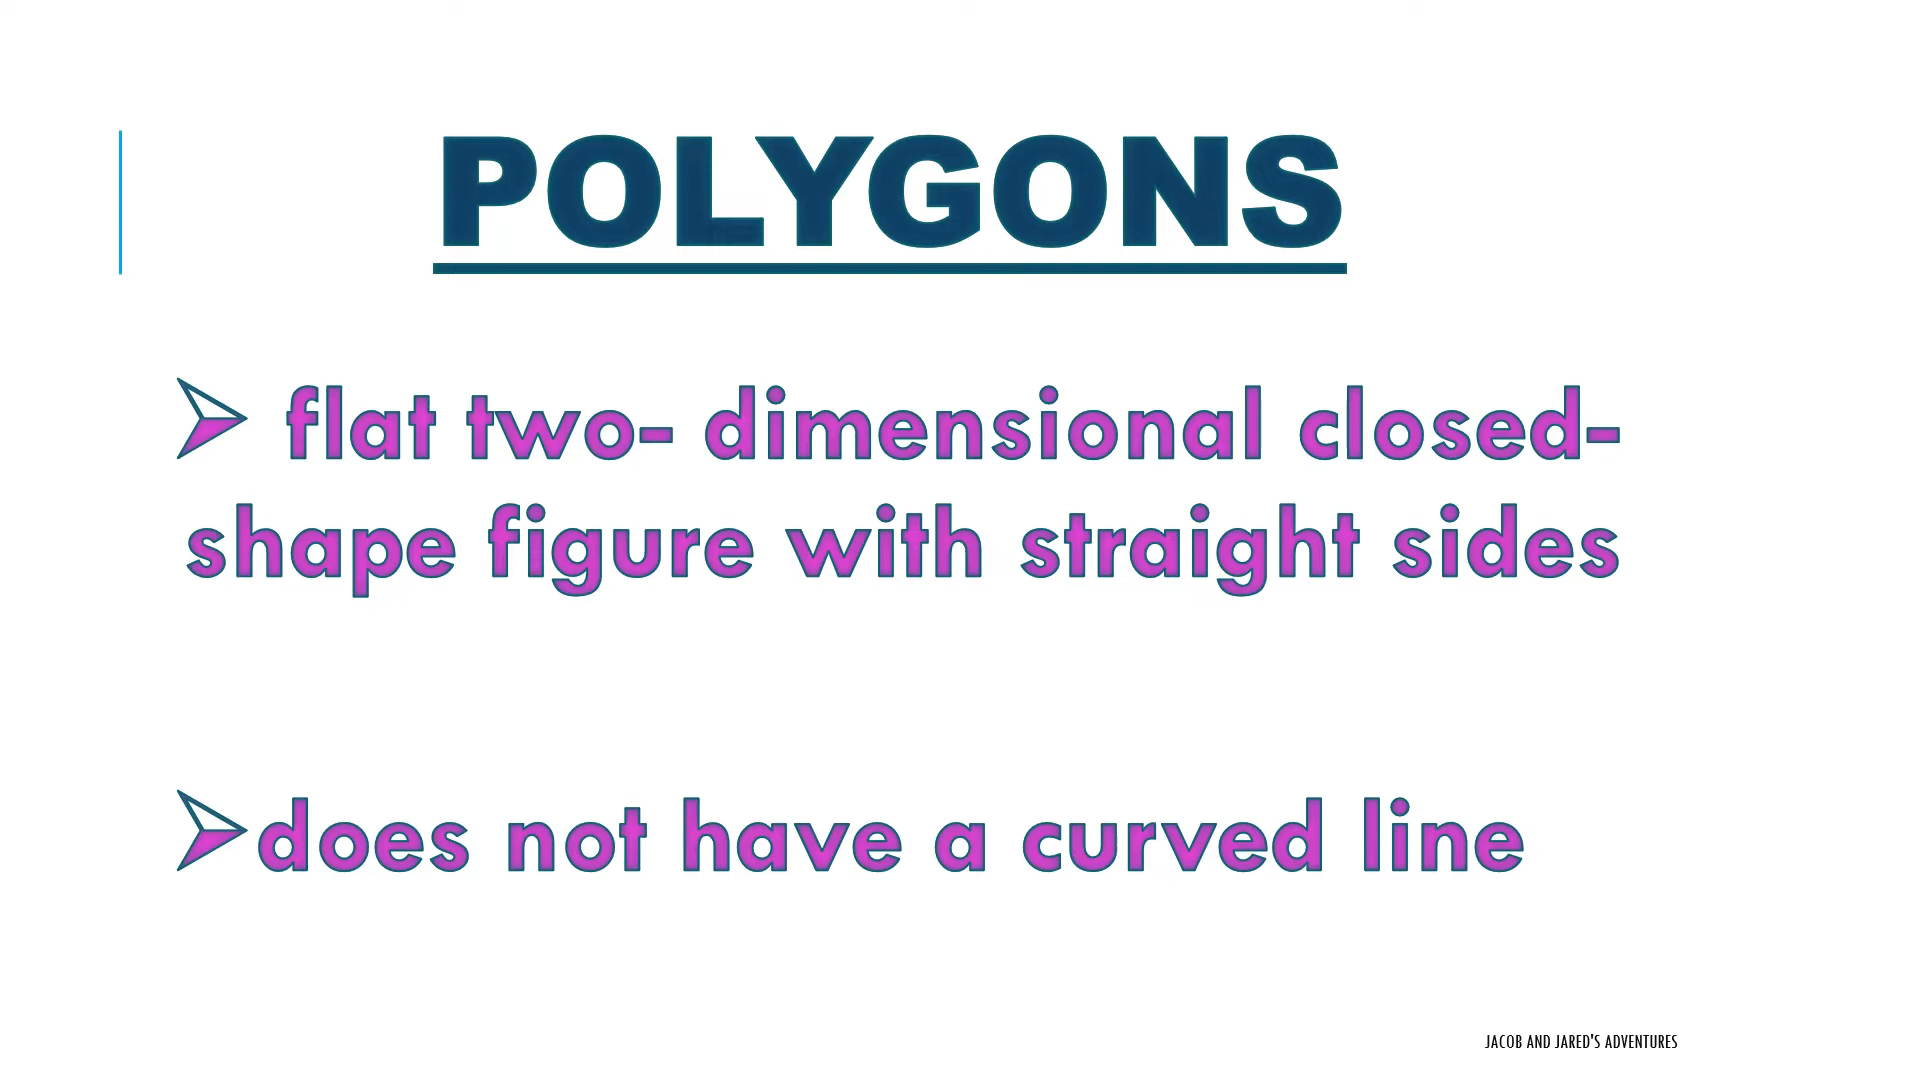 POLYGONS
➢ flat two- dimensional closed-
shape figure with straight sides
➢does not have a curved line
JACOB AND JARED'S ADVENTURES